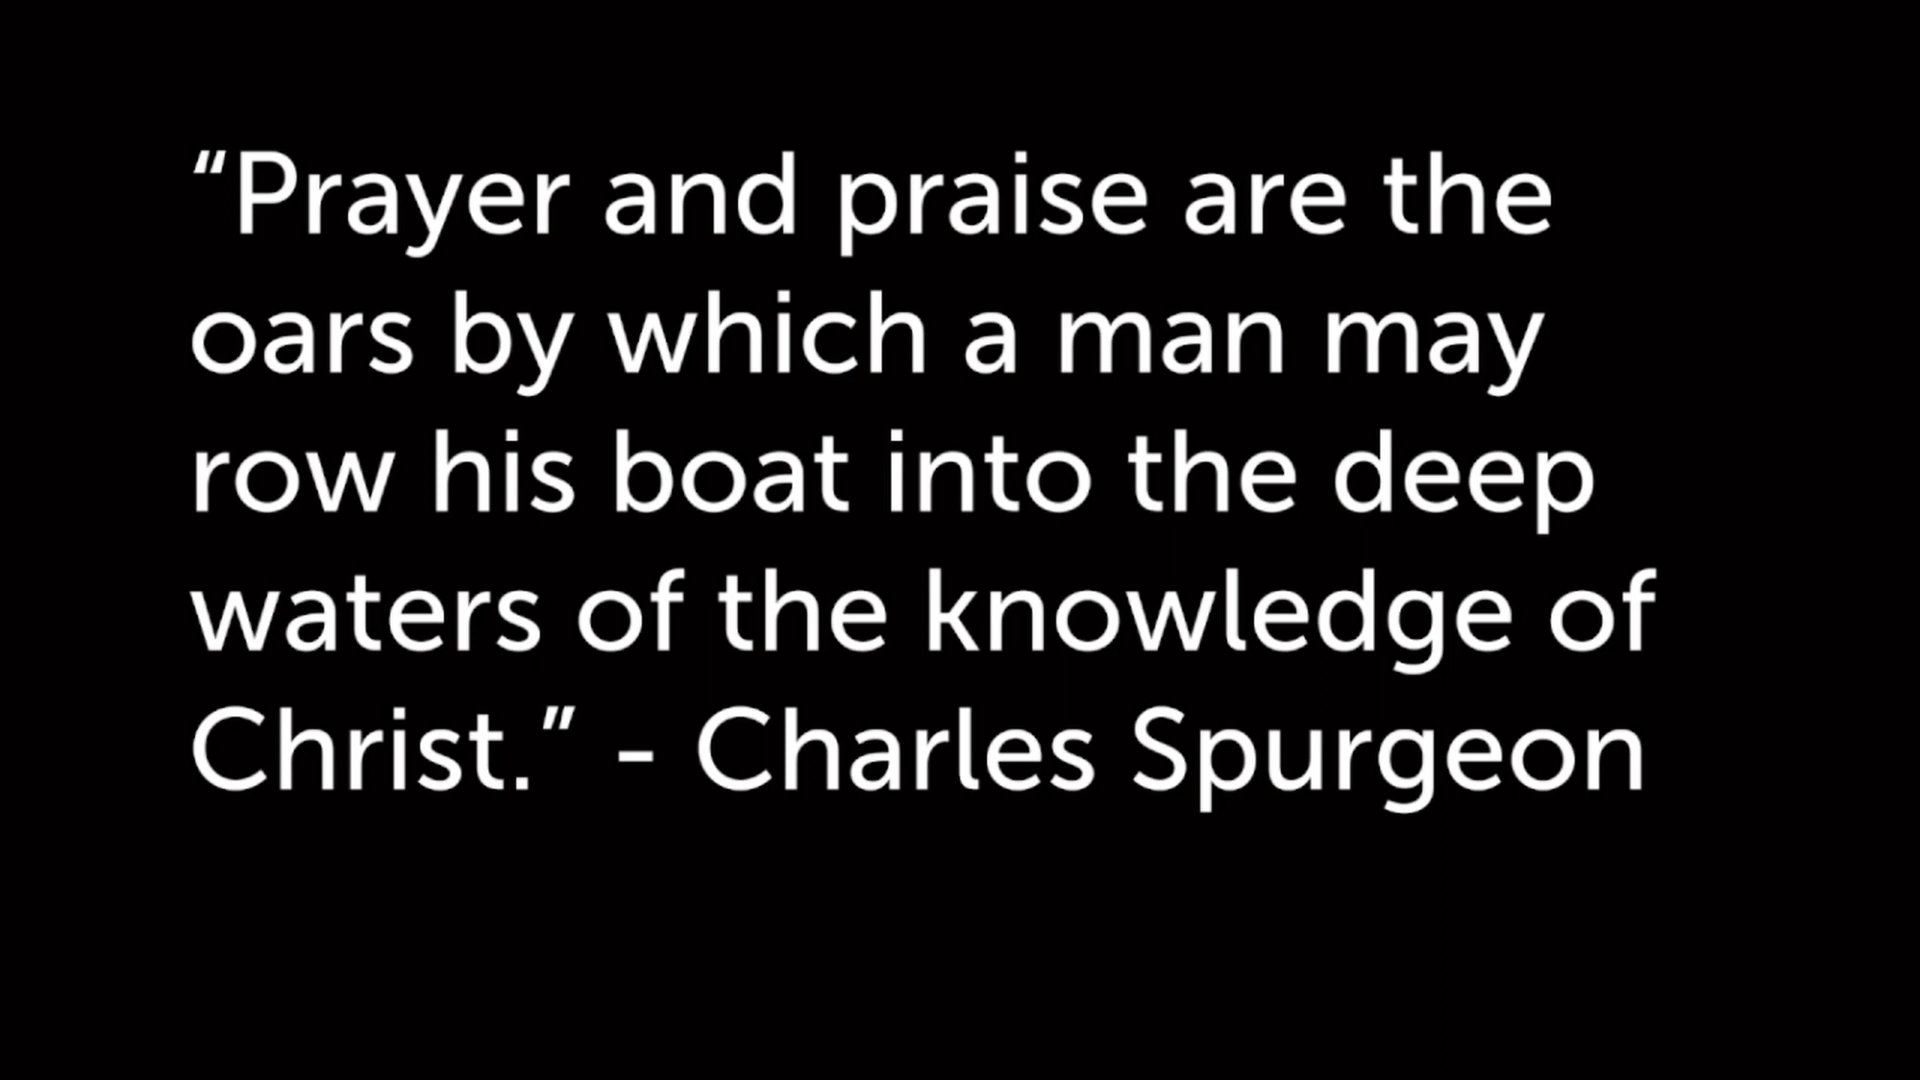 “Prayer and praise are the
oars by which a man may
row his boat into the deep
waters of the knowledge of
Christ.” - Charles Spurgeon